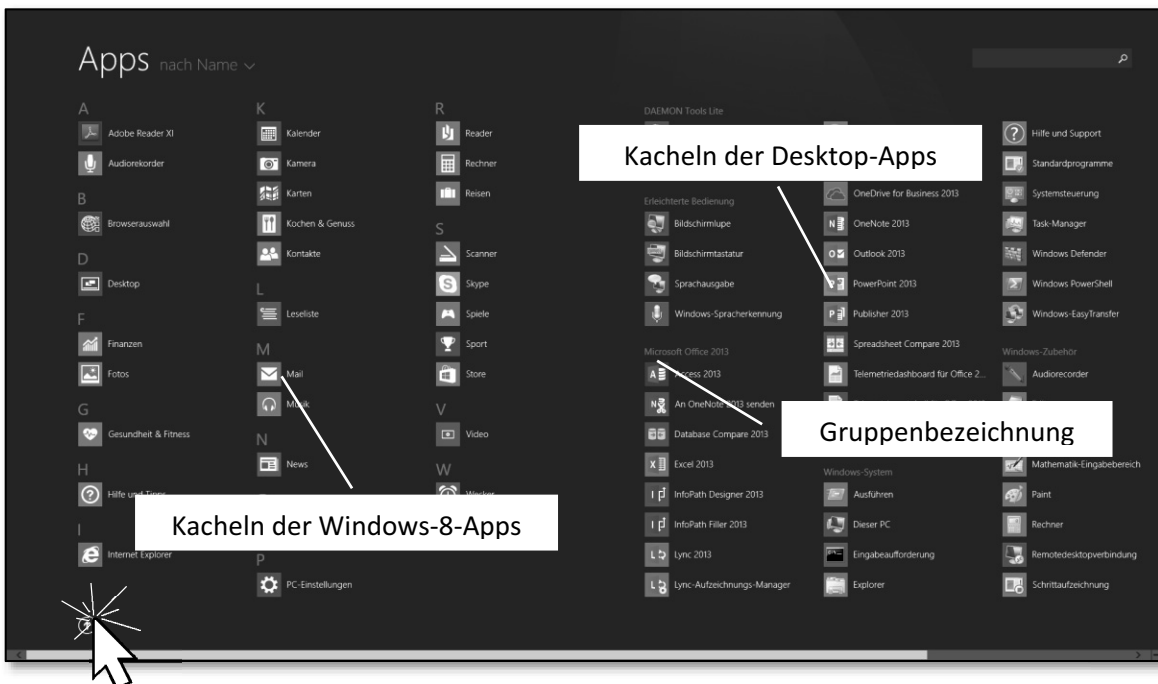 Apps nach Name
A
Adobe Reader XI
Audiorekorder
B
Browserauswahl
D
Desktop
F
Finanzen
Fotos
G
Gesundheit & Fitness
H
Hilfe und Tipps
I
Internet Explorer
K
Kalender
Kamera
Karten
Kochen & Genuss
Kontakte
L
Leseliste
M
Mail
Musik
N
News
P
PC-Einstellungen
R
Reader
Rechner
Reisen
S
Scanner
Skype
Spiele
Sport
Store
V
Video
W
Wecker
Kacheln der Windows-8-Apps
DAEMON Tools Lite
Kacheln der Desktop-Apps
Erleichterte Bedienung
Bildschirmlupe
Bildschirmtastatur
Sprachausgabe
Windows-Spracherkennung
Microsoft Office 2013
Access 2013
An OneNote 2013 senden
Database Compare 2013
Excel 2013
InfoPath Designer 2013
InfoPath Filler 2013
Lync 2013
Lync-Aufzeichnungs-Manager
OneDrive for Business 2013
OneNote 2013
Outlook 2013
PowerPoint 2013
Publisher 2013
Spreadsheet Compare 2013
Telemetriedashboard für Office 2...
Gruppenbezeichnung
Windows-System
Ausführen
Dieser PC
Eingabeaufforderung
Explorer
Hilfe und Support
Standardprogramme
Systemsteuerung
Task-Manager
Windows Defender
Windows PowerShell
Windows-EasyTransfer
Windows-Zubehör
Audiorecorder
Mathematik-Eingabebereich
Paint
Rechner
Remotedesktopverbindung
Schrittaufzeichnung